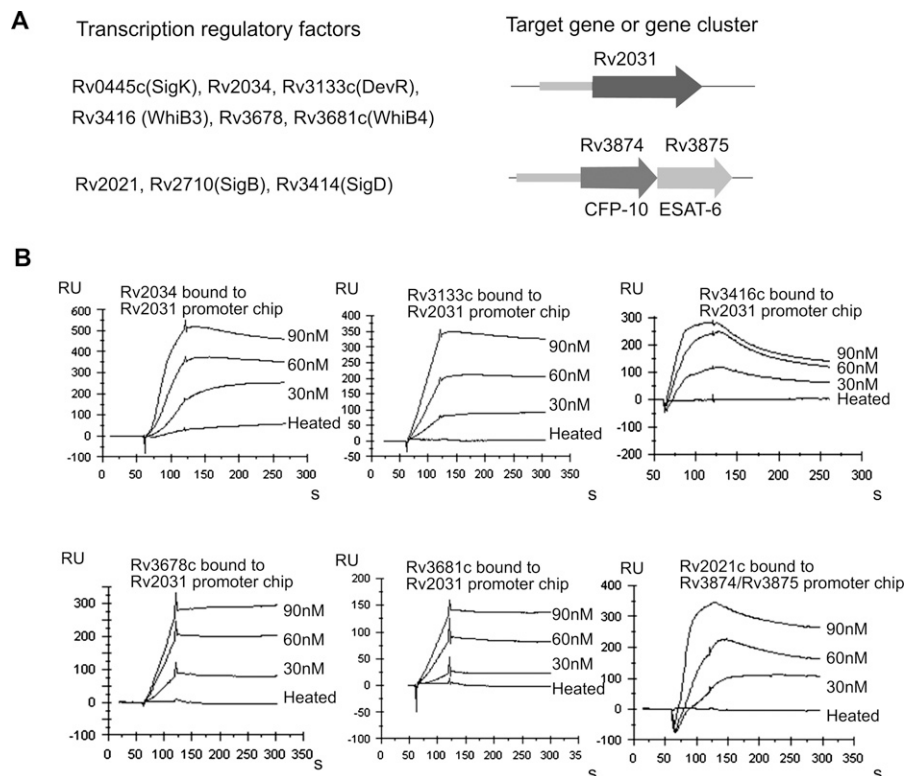 A
Transcription regulatory factors
Target gene or gene cluster
Rv0445c(SigK), Rv2034, Rv3133c(DevR),
Rv3416 (WhiB3), Rv3678, Rv3681c(WhiB4)
Rv2031
Rv2021, Rv2710(SigB), Rv3414(SigD)
Rv3874 Rv3875
CFP-10 ESAT-6
B
RU
Rv2034 bound to
Rv2031 promoter chip
600
500
400
300
200
100
0
-100
90nM
60nM
30nM
Heated
0 50 100 150 200 250 300
s
RU
Rv3133c bound to
Rv2031 promoter chip
400
350
300
250
200
150
100
50
0
-50
90nM
60nM
30nM
Heated
0 50 100 150 200 250 300 350
s
RU
Rv3416c bound to
Rv2031 promoter chip
300
200
100
0
-100
-200
90nM
60nM
30nM
Heated
50 100 150 200 250 300
s
RU
Rv3678c bound to
Rv2031 promoter chip
300
200
100
0
-100
90nM
60nM
30nM
Heated
0 50 100 150 200 250 300 350
s
RU
Rv3681c bound to
Rv2031 promoter chip
200
150
100
50
0
-50
-100
90nM
60nM
30nM
Heated
0 50 100 150 200 250 300 35
s
RU
Rv2021c bound to
Rv3874/Rv3875 promoter chip
400
300
200
100
0
-100
90nM
60nM
30nM
Heated
0 50 100 150 200 250 300 350
s